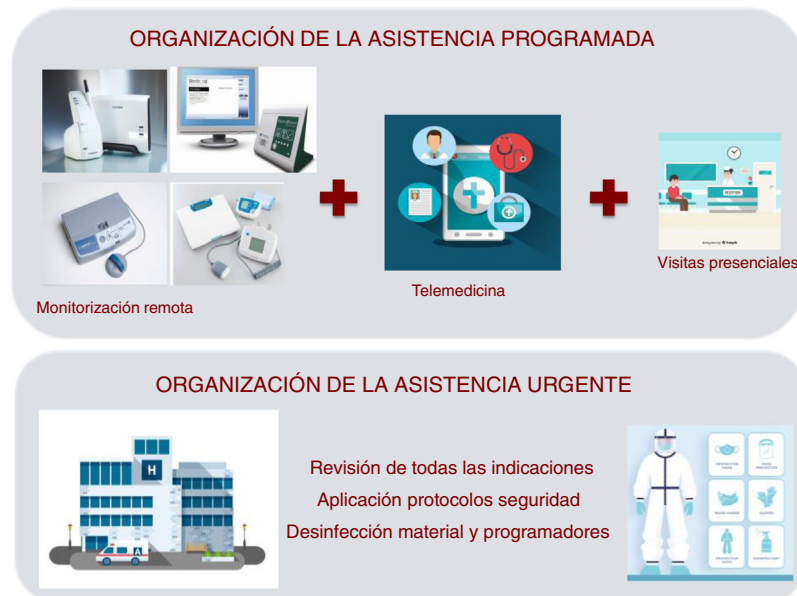 ORGANIZACIÓN DE LA ASISTENCIA PROGRAMADA
Monitorización remota
Telemedicina
Visitas presenciales
ORGANIZACIÓN DE LA ASISTENCIA URGENTE
H
A
Revisión de todas las indicaciones
Aplicación protocolos seguridad
Desinfección material y programadores